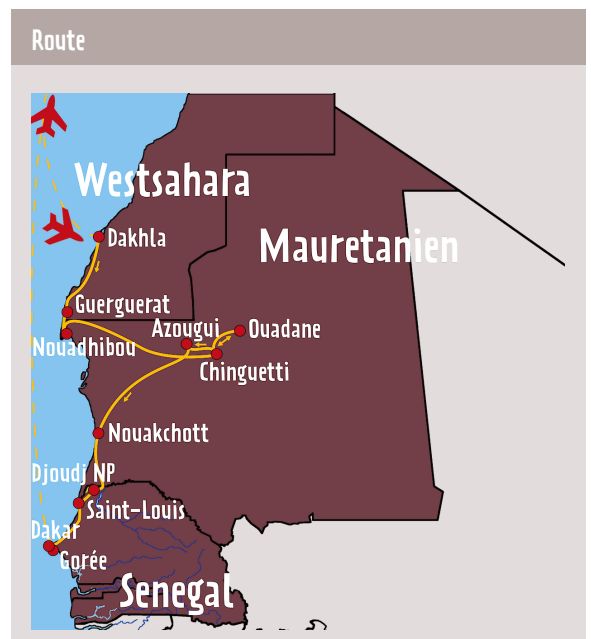 Route
Westsahara
Dakhla
Mauretanien
Guerguerat
Azougui
Ouadane
Nouadhibou
Chinguetti
Nouakchott
Djoudj NP
Saint-Louis
Dakar
Gorée
Senegal